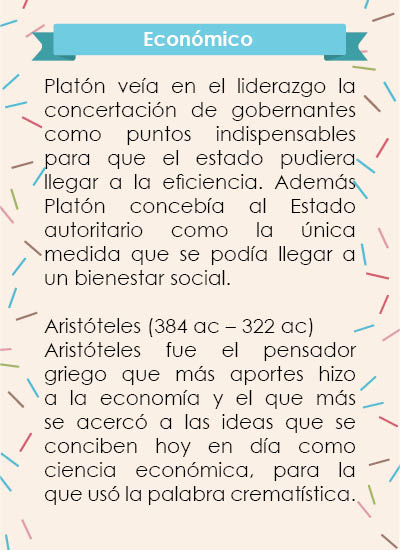 Económico
Platón veía en el liderazgo la
concertación de gobernantes
como puntos indispensables
para que el estado pudiera
llegar a la eficiencia. Además
Platón concebía al Estado
autoritario como la única
medida que se podía llegar a
un bienestar social.
Aristóteles (384 ac – 322 ac)
Aristóteles fue el pensador
griego que más aportes hizo
a la economía y el que más
se acercó a las ideas que se
conciben hoy en día como
ciencia económica, para la
que usó la palabra crematística.